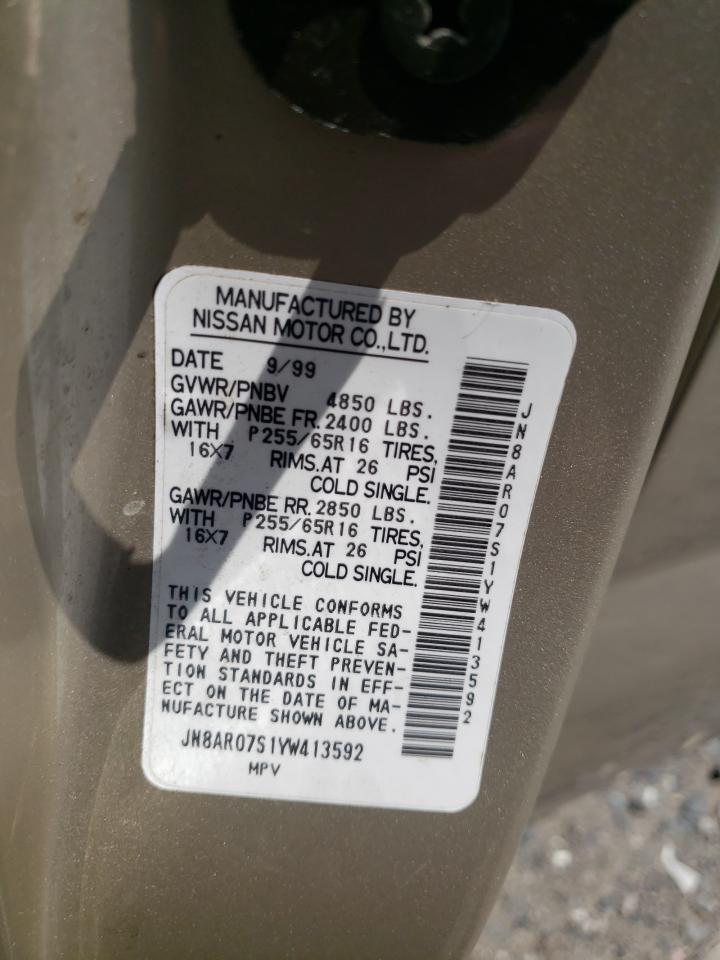 MANUFACTURED BY
NISSAN MOTOR CO.,LTD.
DATE 9/99
GVWR/PNBV 4850 LBS.
GAWR/PNBE FR. 2400 LBS.
WITH P255/65R16 TIRES,
16X7 RIMS.AT 26 PSI
COLD SINGLE.
GAWR/PNBE RR. 2850 LBS.
WITH P255/65R16 TIRES,
16X7 RIMS.AT 26 PSI
COLD SINGLE.
THIS VEHICLE CONFORMS
TO ALL APPLICABLE FED-
ERAL MOTOR VEHICLE SA-
FETY AND THEFT PREVEN-
TION STANDARDS IN EFF-
ECT ON THE DATE OF MA-
NUFACTURE SHOWN ABOVE.
JN8AR07S1YW413592
MPV
JN8AR07S1YW413592